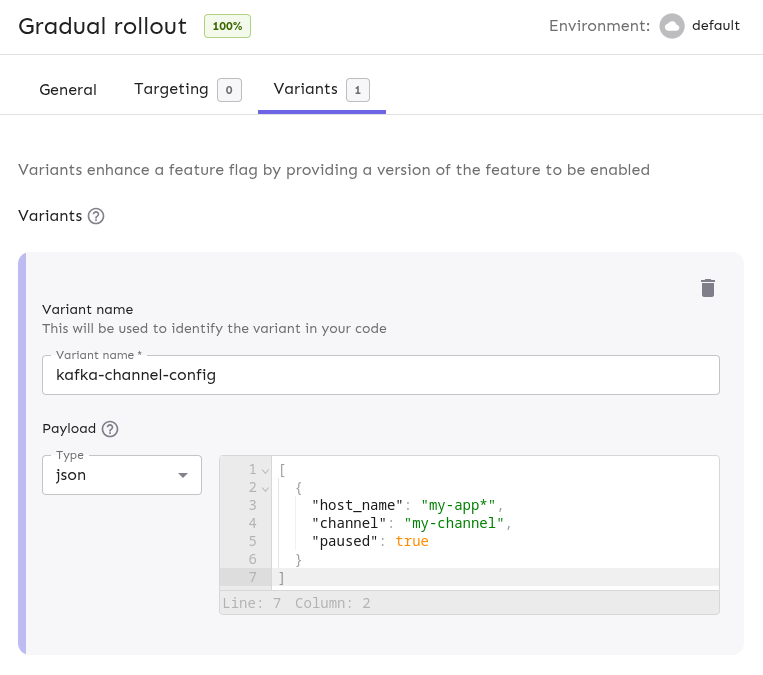 Gradual rollout 100% Environment: default
General Targeting 0 Variants 1
Variants enhance a feature flag by providing a version of the feature to be enabled
Variants
Variant name
This will be used to identify the variant in your code
Variant name *
kafka-channel-config
Payload
Type
json
1 [
2 {
3 "host_name": "my-app*",
4 "channel": "my-channel",
5 "paused": true
6 }
7 ]
Line: 7 Column: 2